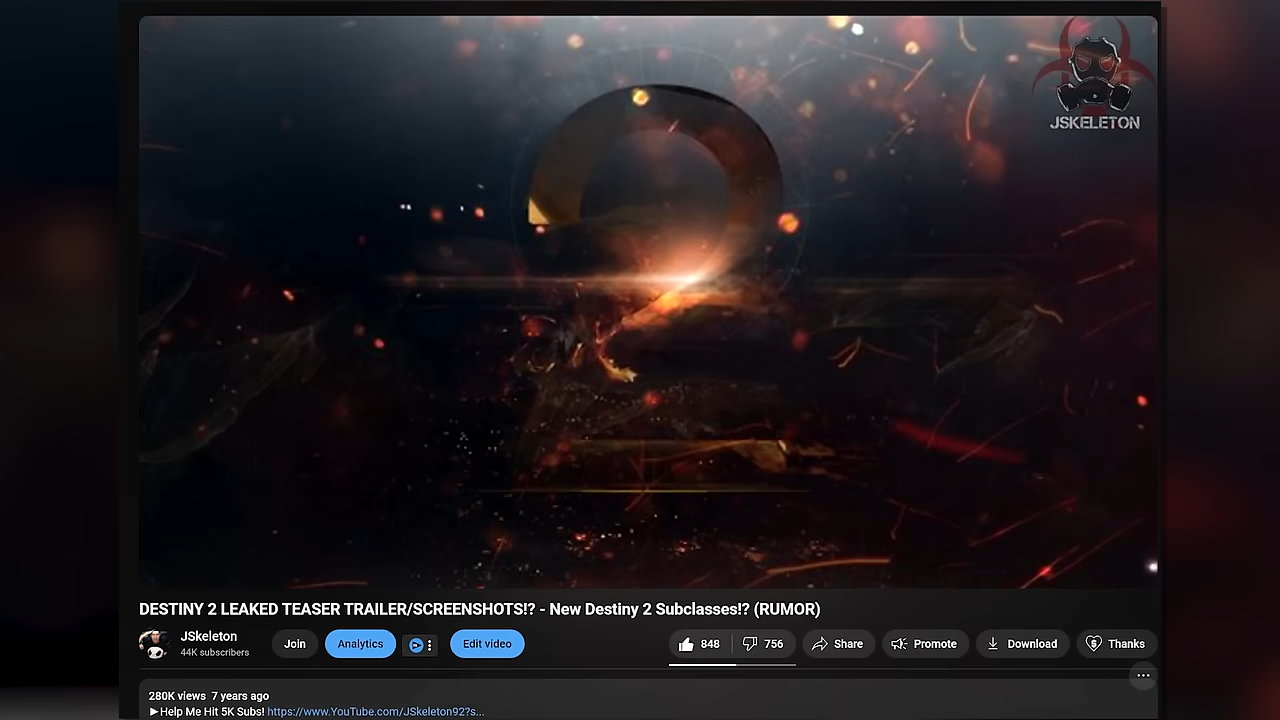 JSKELETON
DESTINY 2 LEAKED TEASER TRAILER/SCREENSHOTS!? - New Destiny 2 Subclasses!? (RUMOR)
JSkeleton
44K subscribers
Join
Analytics
Edit video
848
756
Share
Promote
Download
Thanks
280K views 7 years ago
►Help Me Hit 5K Subs! https://www.YouTube.com/JSkeleton92?s...